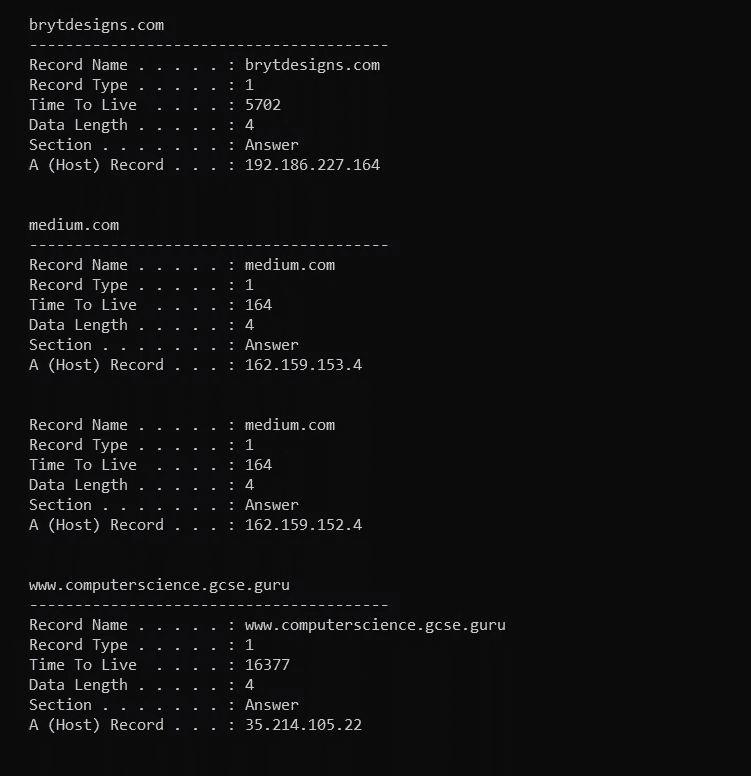 brytdesigns.com
----------------------------------------
Record Name . . . . . : brytdesigns.com
Record Type . . . . . : 1
Time To Live  . . . . : 5702
Data Length . . . . . : 4
Section . . . . . . . : Answer
A (Host) Record . . . : 192.186.227.164
medium.com
----------------------------------------
Record Name . . . . . : medium.com
Record Type . . . . . : 1
Time To Live  . . . . : 164
Data Length . . . . . : 4
Section . . . . . . . : Answer
A (Host) Record . . . : 162.159.153.4
Record Name . . . . . : medium.com
Record Type . . . . . : 1
Time To Live  . . . . : 164
Data Length . . . . . : 4
Section . . . . . . . : Answer
A (Host) Record . . . : 162.159.152.4
www.computerscience.gcse.guru
----------------------------------------
Record Name . . . . . : www.computerscience.gcse.guru
Record Type . . . . . : 1
Time To Live  . . . . : 16377
Data Length . . . . . : 4
Section . . . . . . . : Answer
A (Host) Record . . . : 35.214.105.22